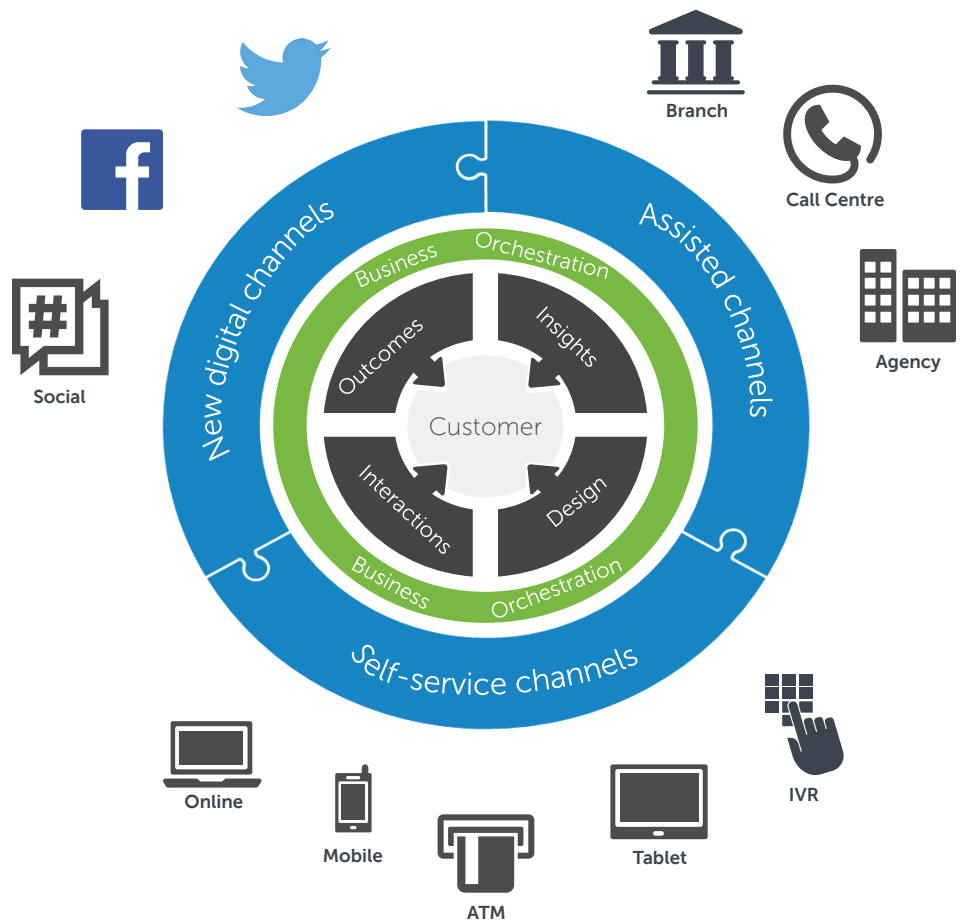 Branch
Call Centre
Agency
Social
New digital channels
Assisted channels
Self-service channels
Business Orchestration
Outcomes
Insights
Customer
Interactions
Design
Business Orchestration
Online
Mobile
ATM
Tablet
IVR